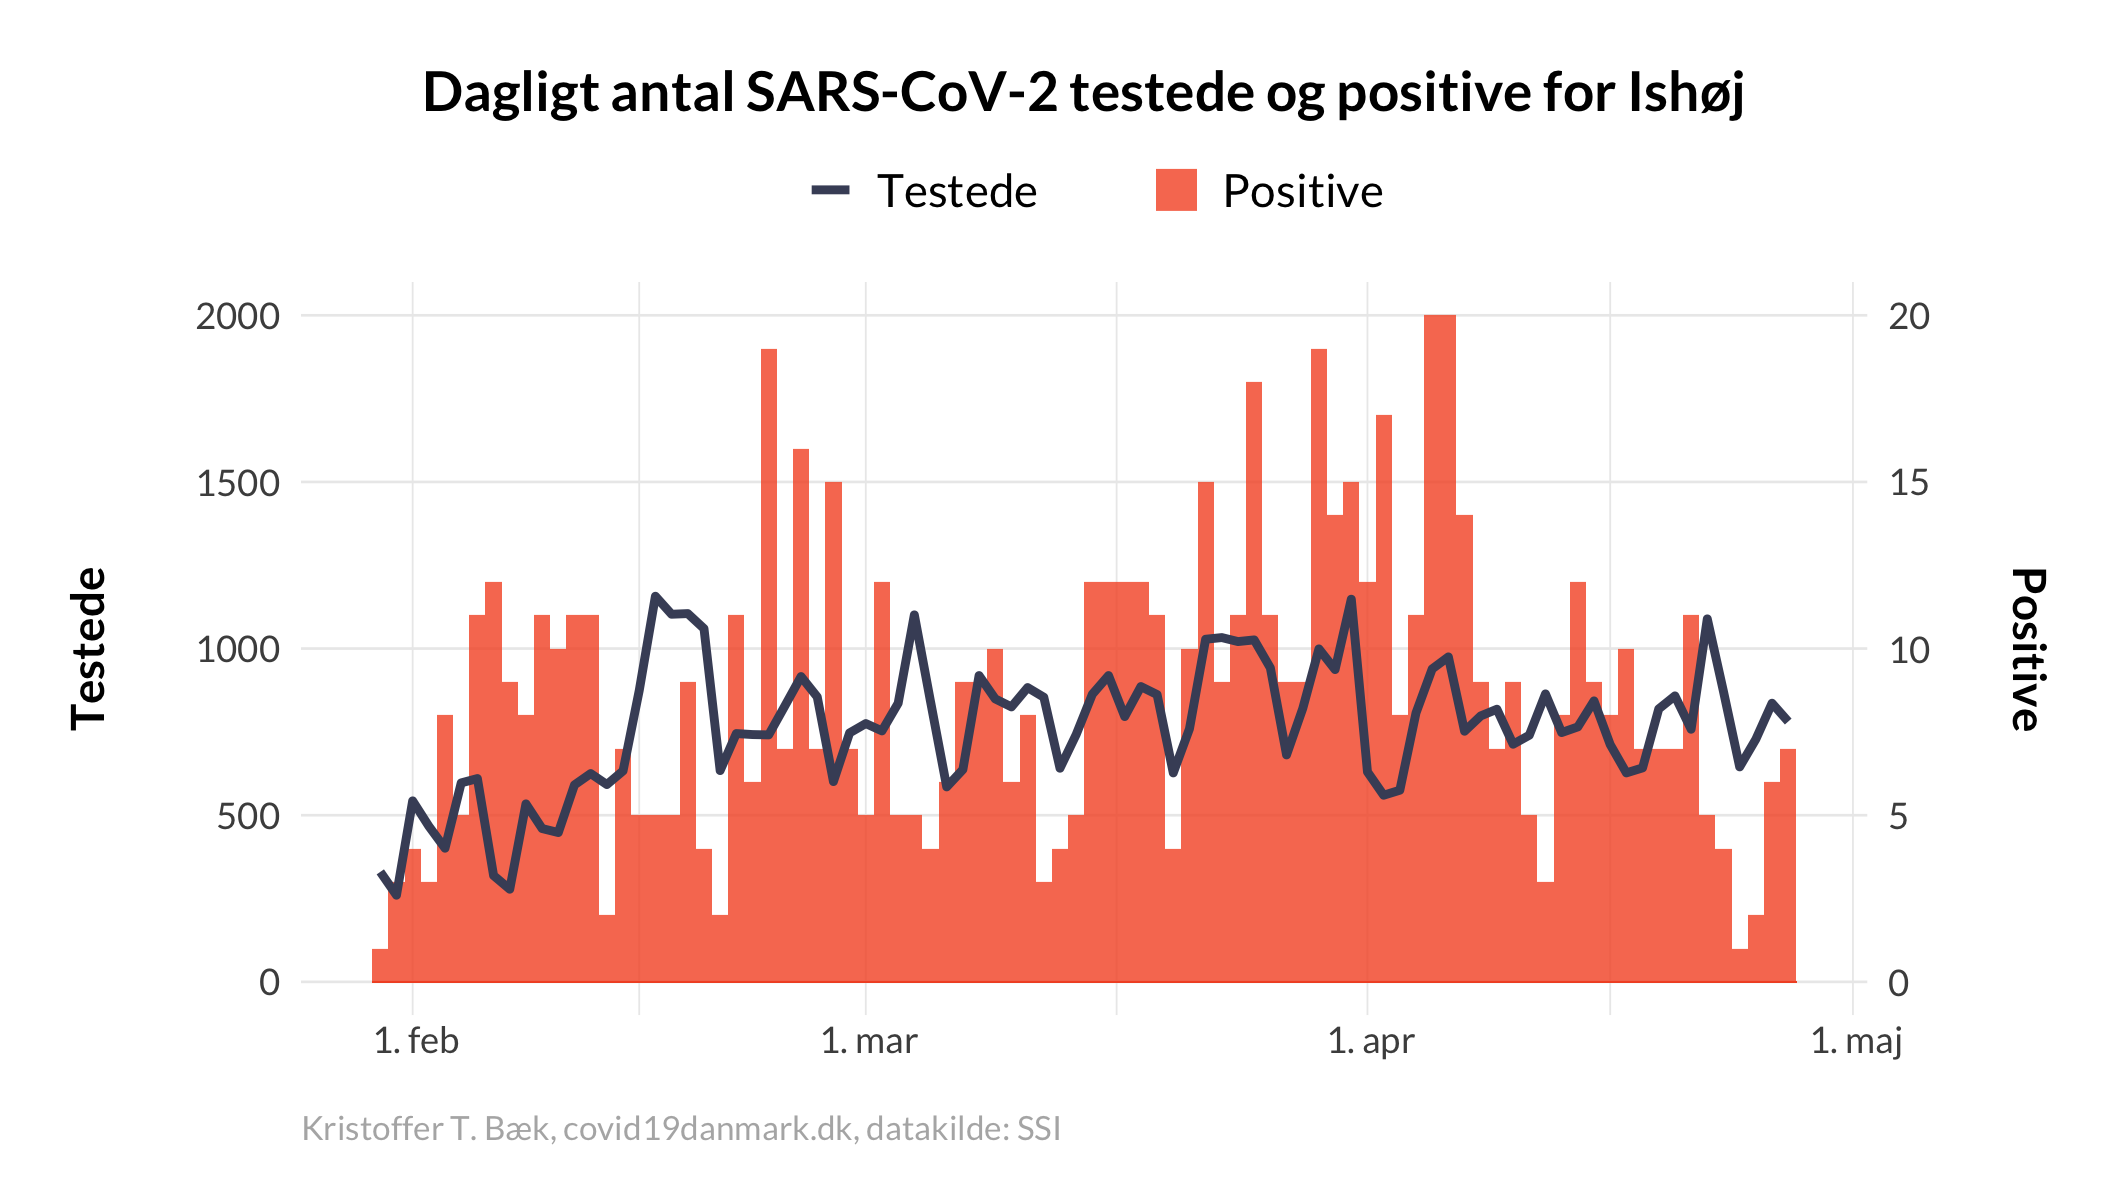 Dagligt antal SARS-CoV-2 testede og positive for Ishøj
Testede
Positive
2000
1500
1000
500
0
20
15
10
5
0
Testede
Positive
1. feb
1. mar
1. apr
1. maj
Kristoffer T. Bæk, covid19danmark.dk, datakilde: SSI